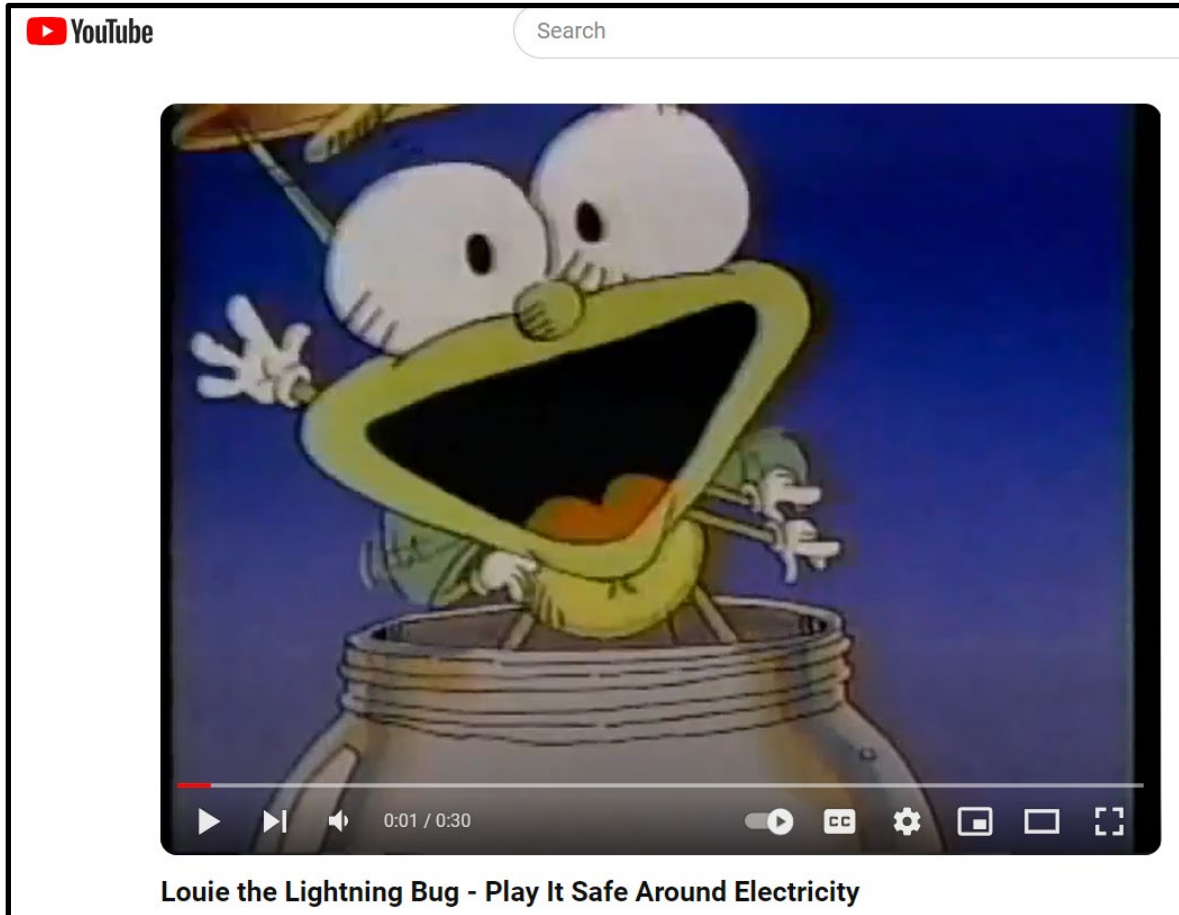 YouTube
Search
0:01 / 0:30
CC
Louie the Lightning Bug - Play It Safe Around Electricity